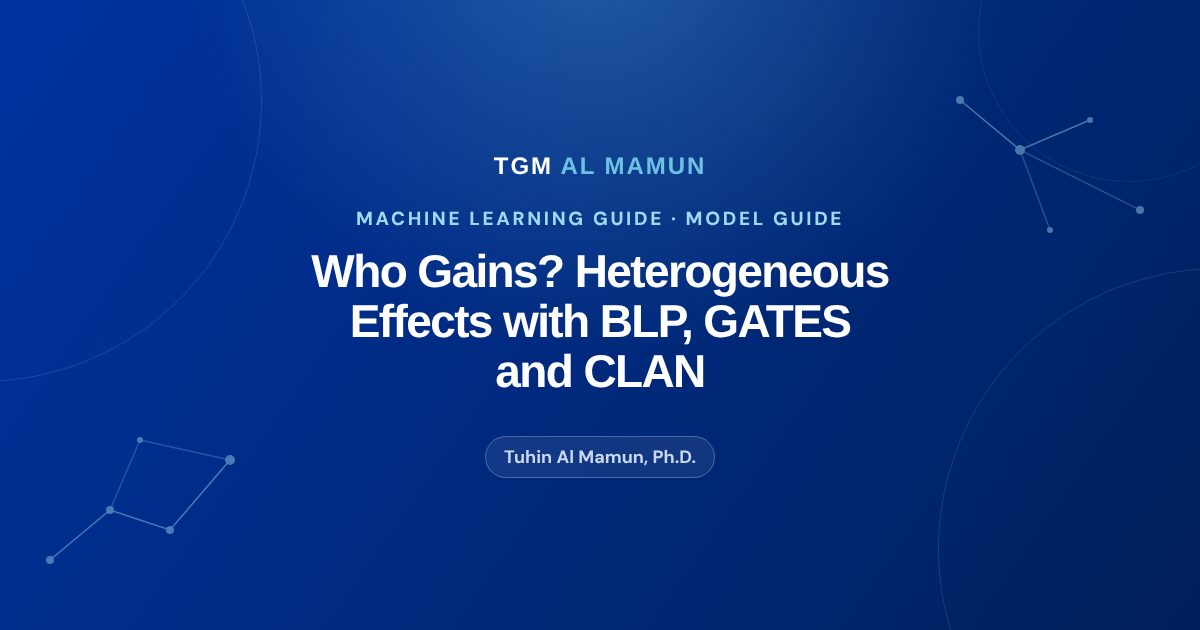 TGM AL MAMUN
MACHINE LEARNING GUIDE · MODEL GUIDE
Who Gains? Heterogeneous
Effects with BLP, GATES
and CLAN
Tuhin Al Mamun, Ph.D.